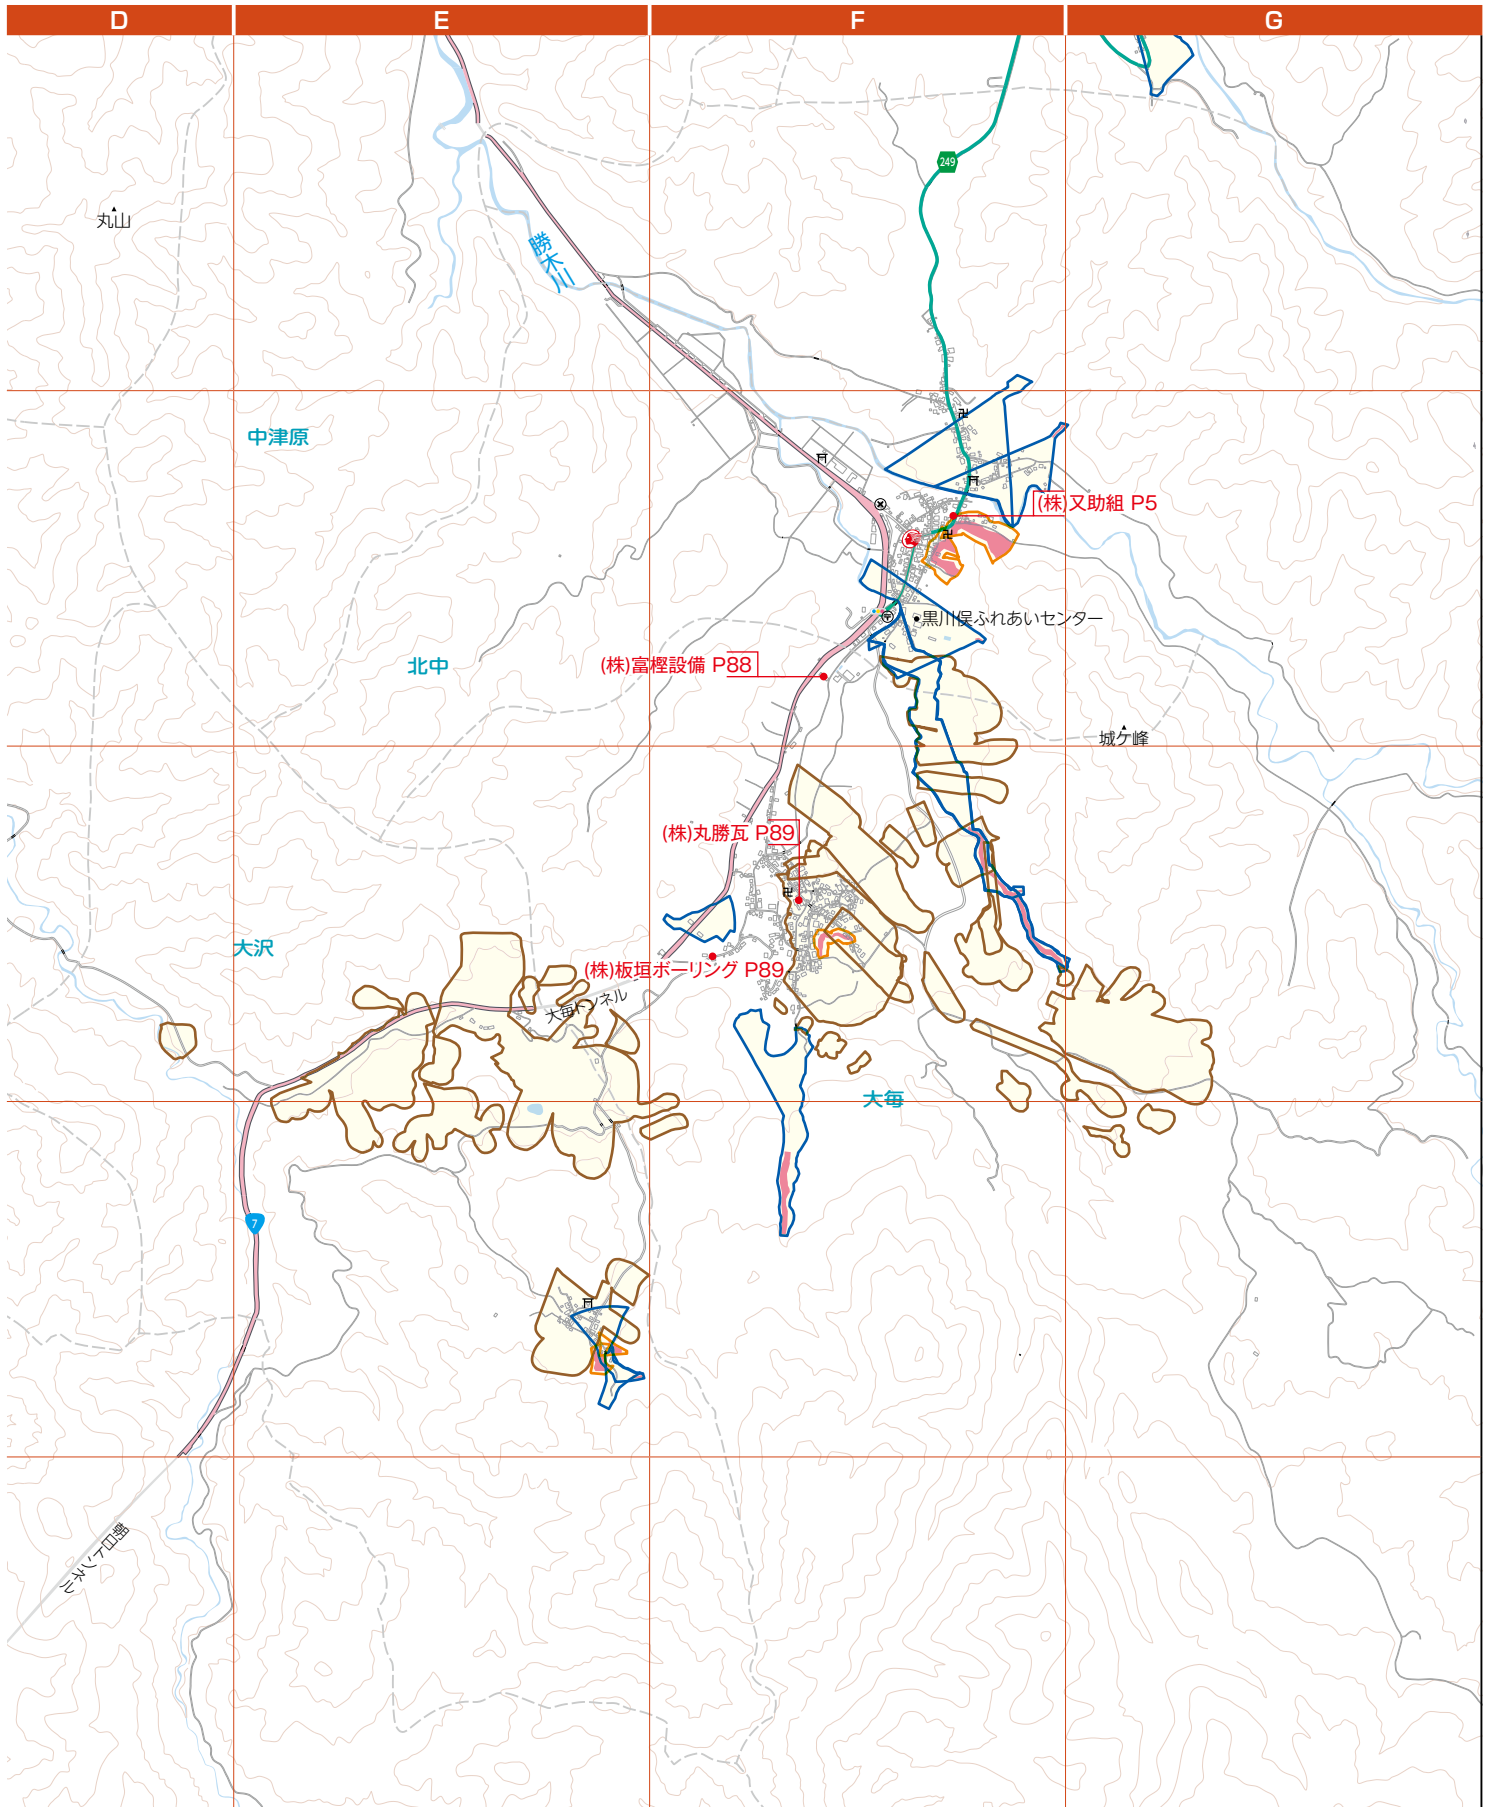 D
E
F
G
249
丸山
勝木川
中津原
(株)又助組 P5
黒川俣ふれあいセンター
北中
(株)富樫設備 P88
城ケ峰
(株)丸勝瓦 P89
大沢
(株)板垣ボーリング P89
大毎トンネル
大毎
7
朝日トンネル